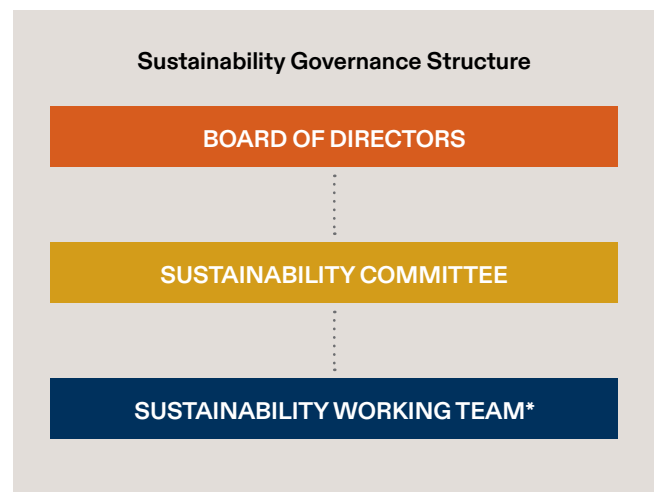 Sustainability Governance Structure
BOARD OF DIRECTORS
SUSTAINABILITY COMMITTEE
SUSTAINABILITY WORKING TEAM*